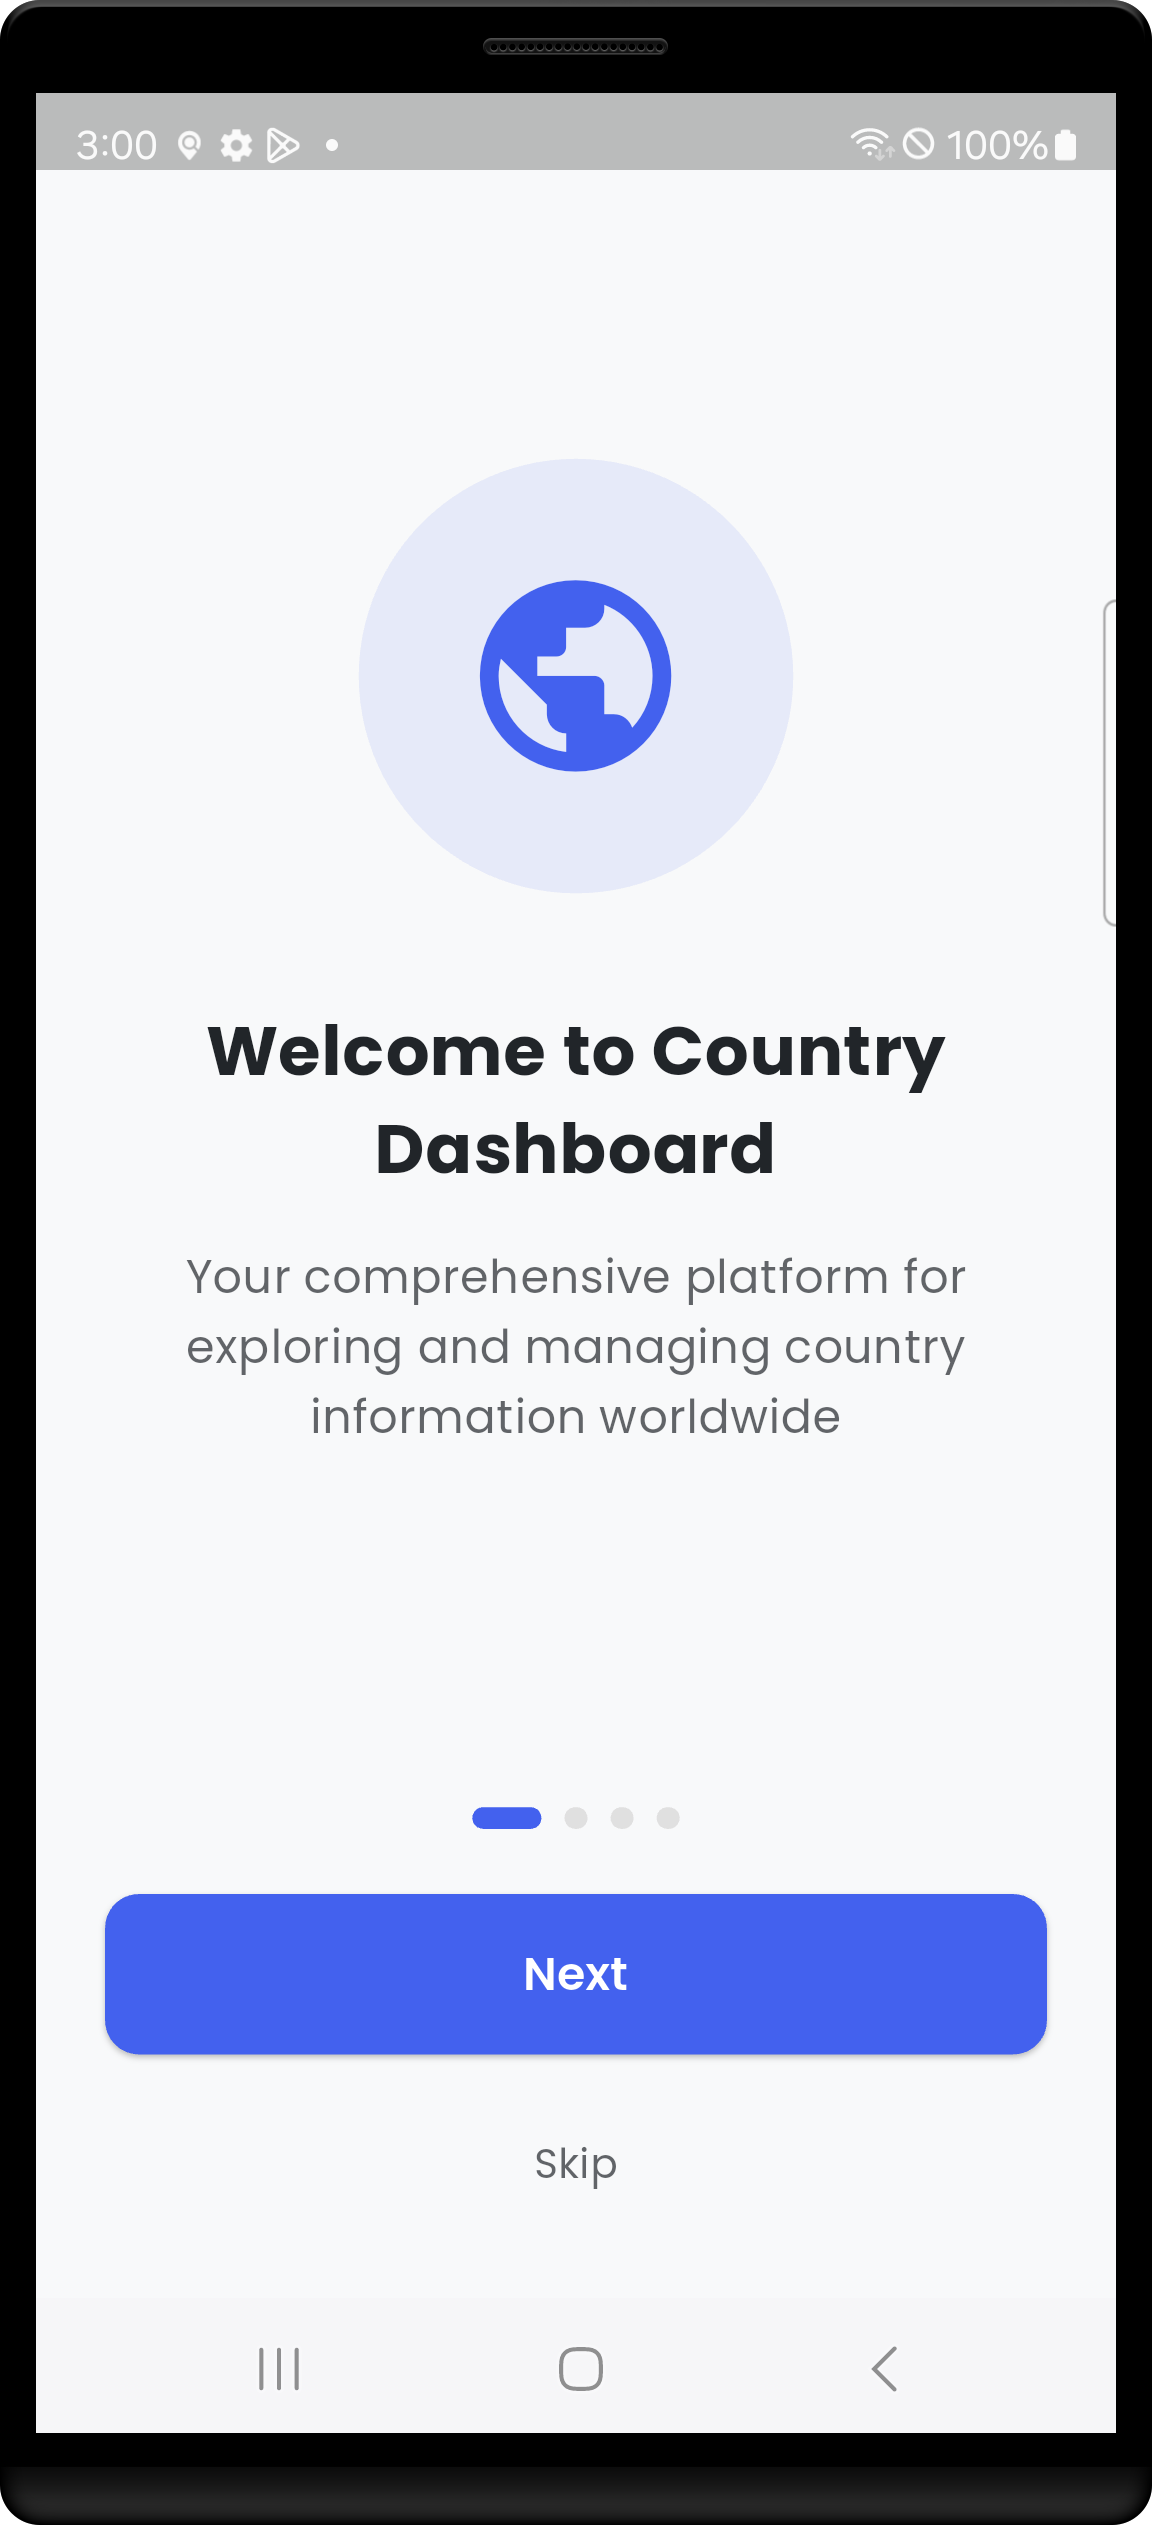 3:00 100%
Welcome to Country
Dashboard
Your comprehensive platform for
exploring and managing country
information worldwide
Next
Skip